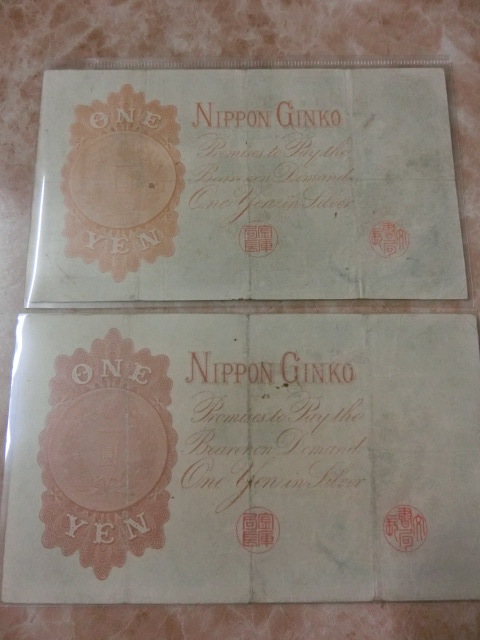 ONE
YEN
NIPPON GINKO
Promises to Pay the
Bearer on Demand
One Yen in Silver
ONE
YEN
NIPPON GINKO
Promises to Pay the
Bearer on Demand
One Yen in Silver